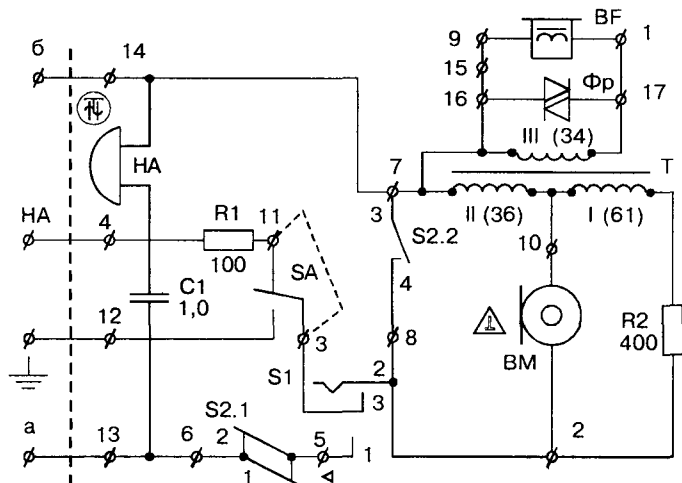 BF
9
1
б
14
15
16
Фр
17
III (34)
HA
7
T
HA
4
R1
11
3
S2.2
II (36)
I (61)
100
SA
10
C1
1,0
4
12
3
8
BM
R2
400
S1
2
3
а
13
6
S2.1
2
5
1
1
2